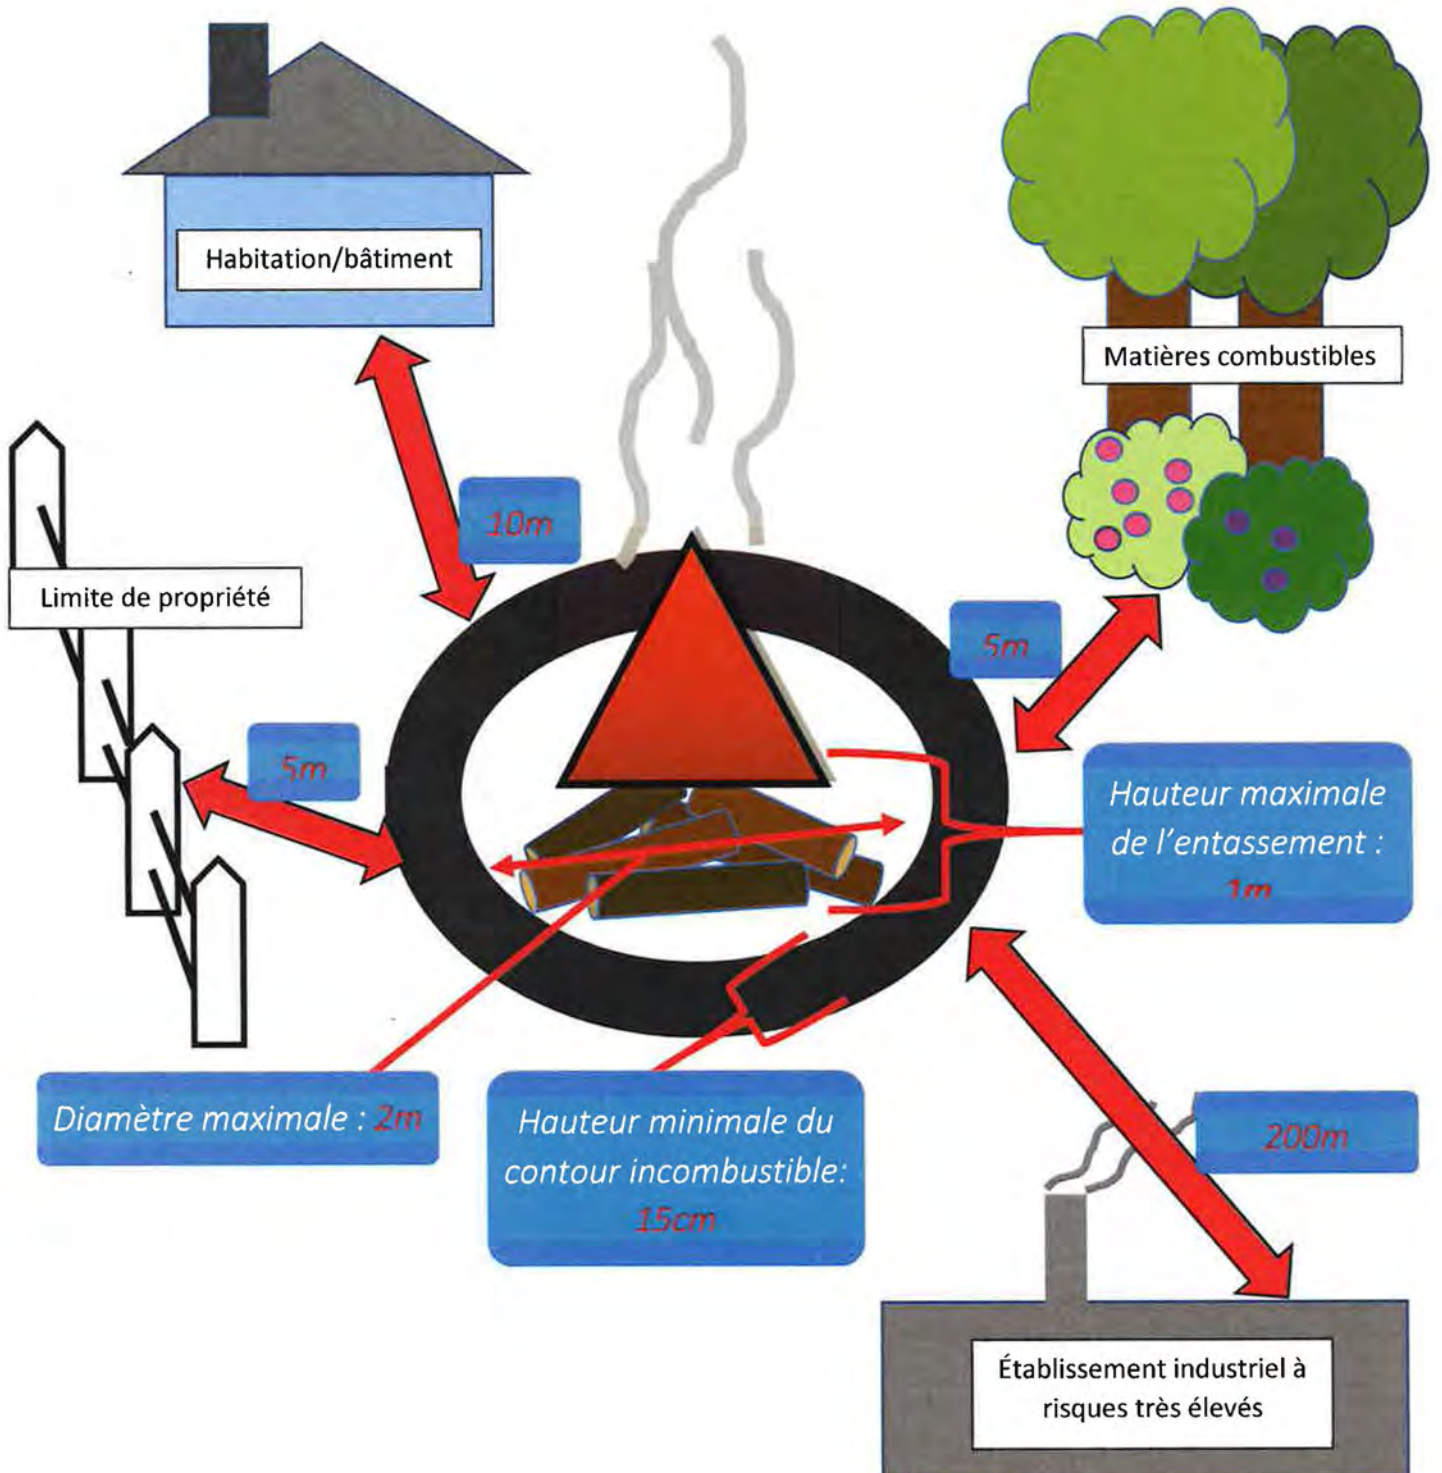 Habitation/bâtiment
Matières combustibles
10m
Limite de propriété
5m
5m
Hauteur maximale
de l'entassement :
1m
Diamètre maximale : 2m
Hauteur minimale du
contour incombustible:
15cm
200m
Établissement industriel à
risques très élevés